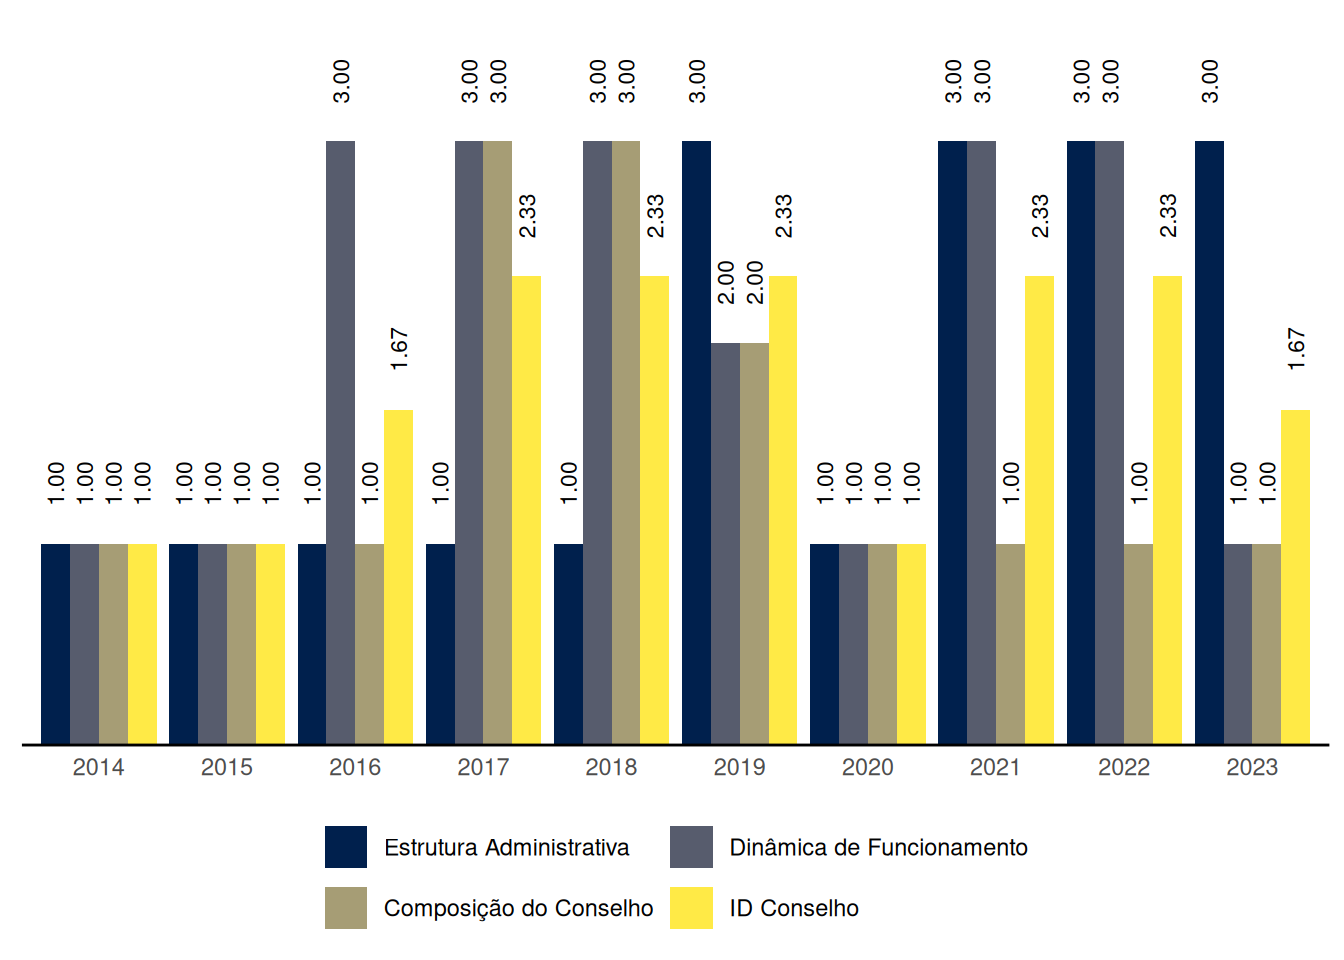 3.00 3.00 3.00 3.00 3.00 3.00 3.00 3.00 3.00 3.00 3.00
2.33 2.33 2.33 2.33 2.33
2.00 2.00
1.67 1.67
1.00 1.00 1.00 1.00 1.00 1.00 1.00 1.00 1.00 1.00 1.00 1.00 1.00 1.00 1.00 1.00 1.00 1.00 1.00 1.00
2014 2015 2016 2017 2018 2019 2020 2021 2022 2023
Estrutura Administrativa Dinâmica de Funcionamento
Composição do Conselho ID Conselho